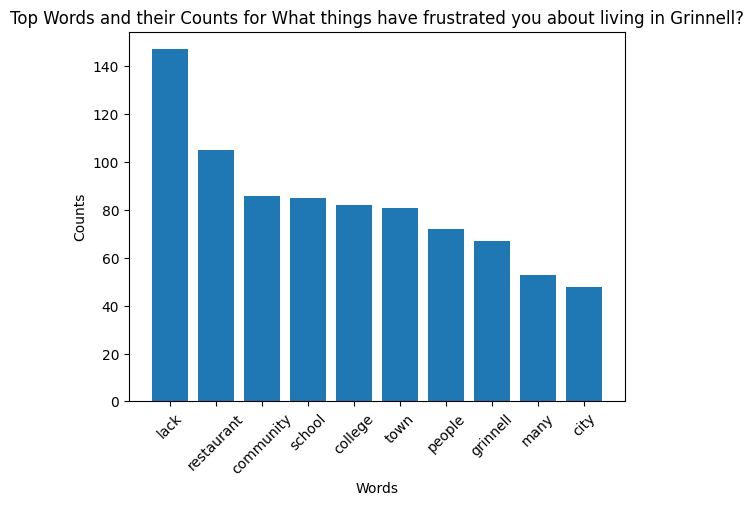 Top Words and their Counts for What things have frustrated you about living in Grinnell?
140
120
100
80
60
40
20
0
Counts
lack
restaurant
community
school
college
town
people
grinnell
many
city
Words